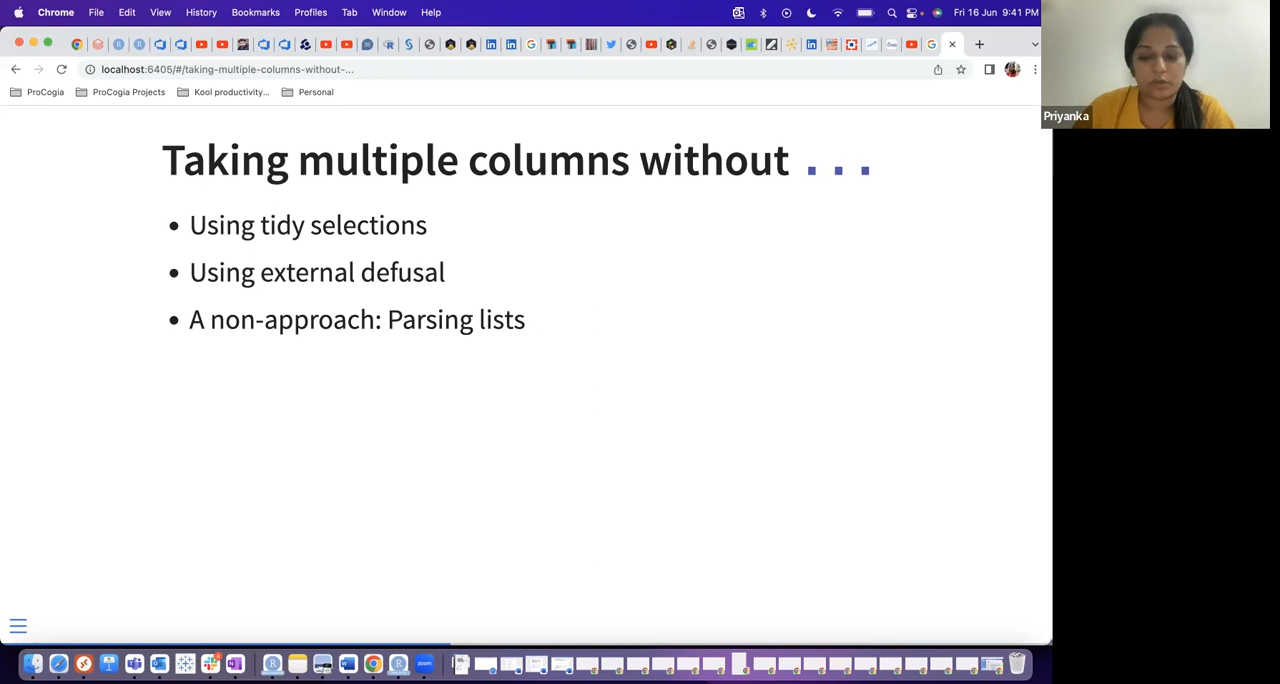 Chrome File Edit View History Bookmarks Profiles Tab Window Help Fri 16 Jun 9:41 PM
localhost:6405/#/taking-multiple-columns-without-...
ProCogia ProCogia Projects Kool productivity... Personal
Priyanka
Taking multiple columns without ...
• Using tidy selections
• Using external defusal
• A non-approach: Parsing lists
zoom